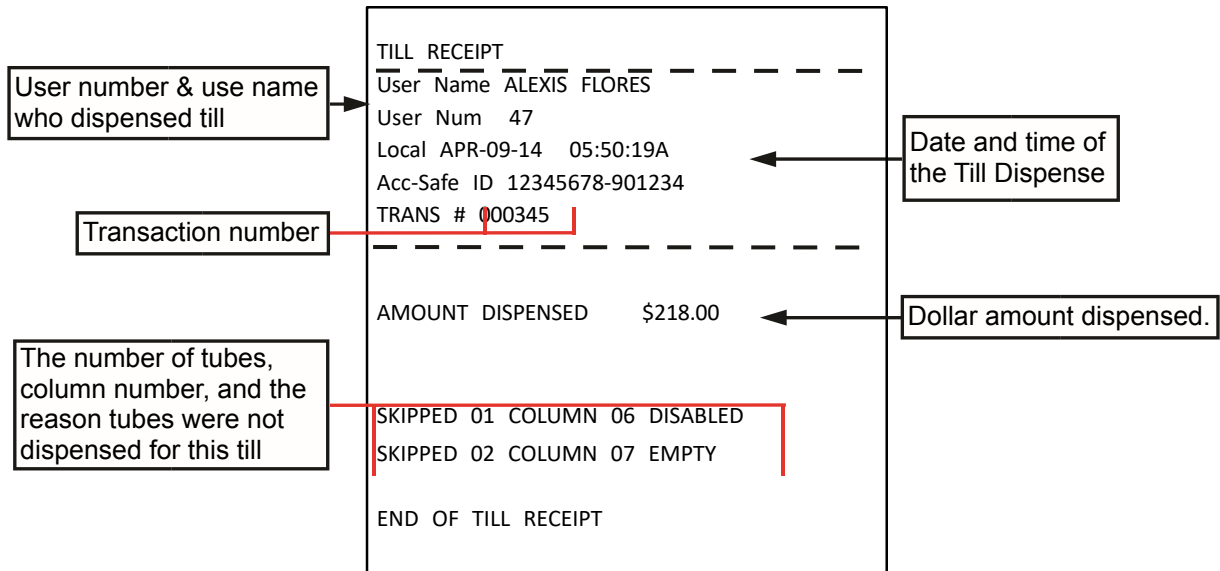 TILL RECEIPT
User number & use name
who dispensed till
User Name ALEXIS FLORES
User Num 47
Local APR-09-14 05:50:19A
Acc-Safe ID 12345678-901234
TRANS # 000345
Date and time of
the Till Dispense
Transaction number
AMOUNT DISPENSED $218.00
Dollar amount dispensed.
The number of tubes,
column number, and the
reason tubes were not
dispensed for this till
SKIPPED 01 COLUMN 06 DISABLED
SKIPPED 02 COLUMN 07 EMPTY
END OF TILL RECEIPT